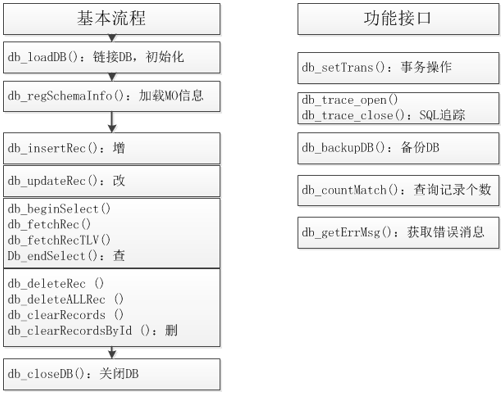 基本流程
db_loadDB()：链接DB，初始化
db_regSchemaInfo()：加载MO信息
db_insertRec()：增
db_updateRec()：改
db_beginSelect()
db_fetchRec()
db_fetchRecTLV()
Db_endSelect()：查
db_deleteRec ()
db_deleteALLRec ()
db_clearRecords ()
db_clearRecordsById ()：删
db_closeDB()：关闭DB
功能接口
db_setTrans()：事务操作
db_trace_open()
db_trace_close()：SQL追踪
db_backupDB()：备份DB
db_countMatch()：查询记录个数
db_getErrMsg()：获取错误消息